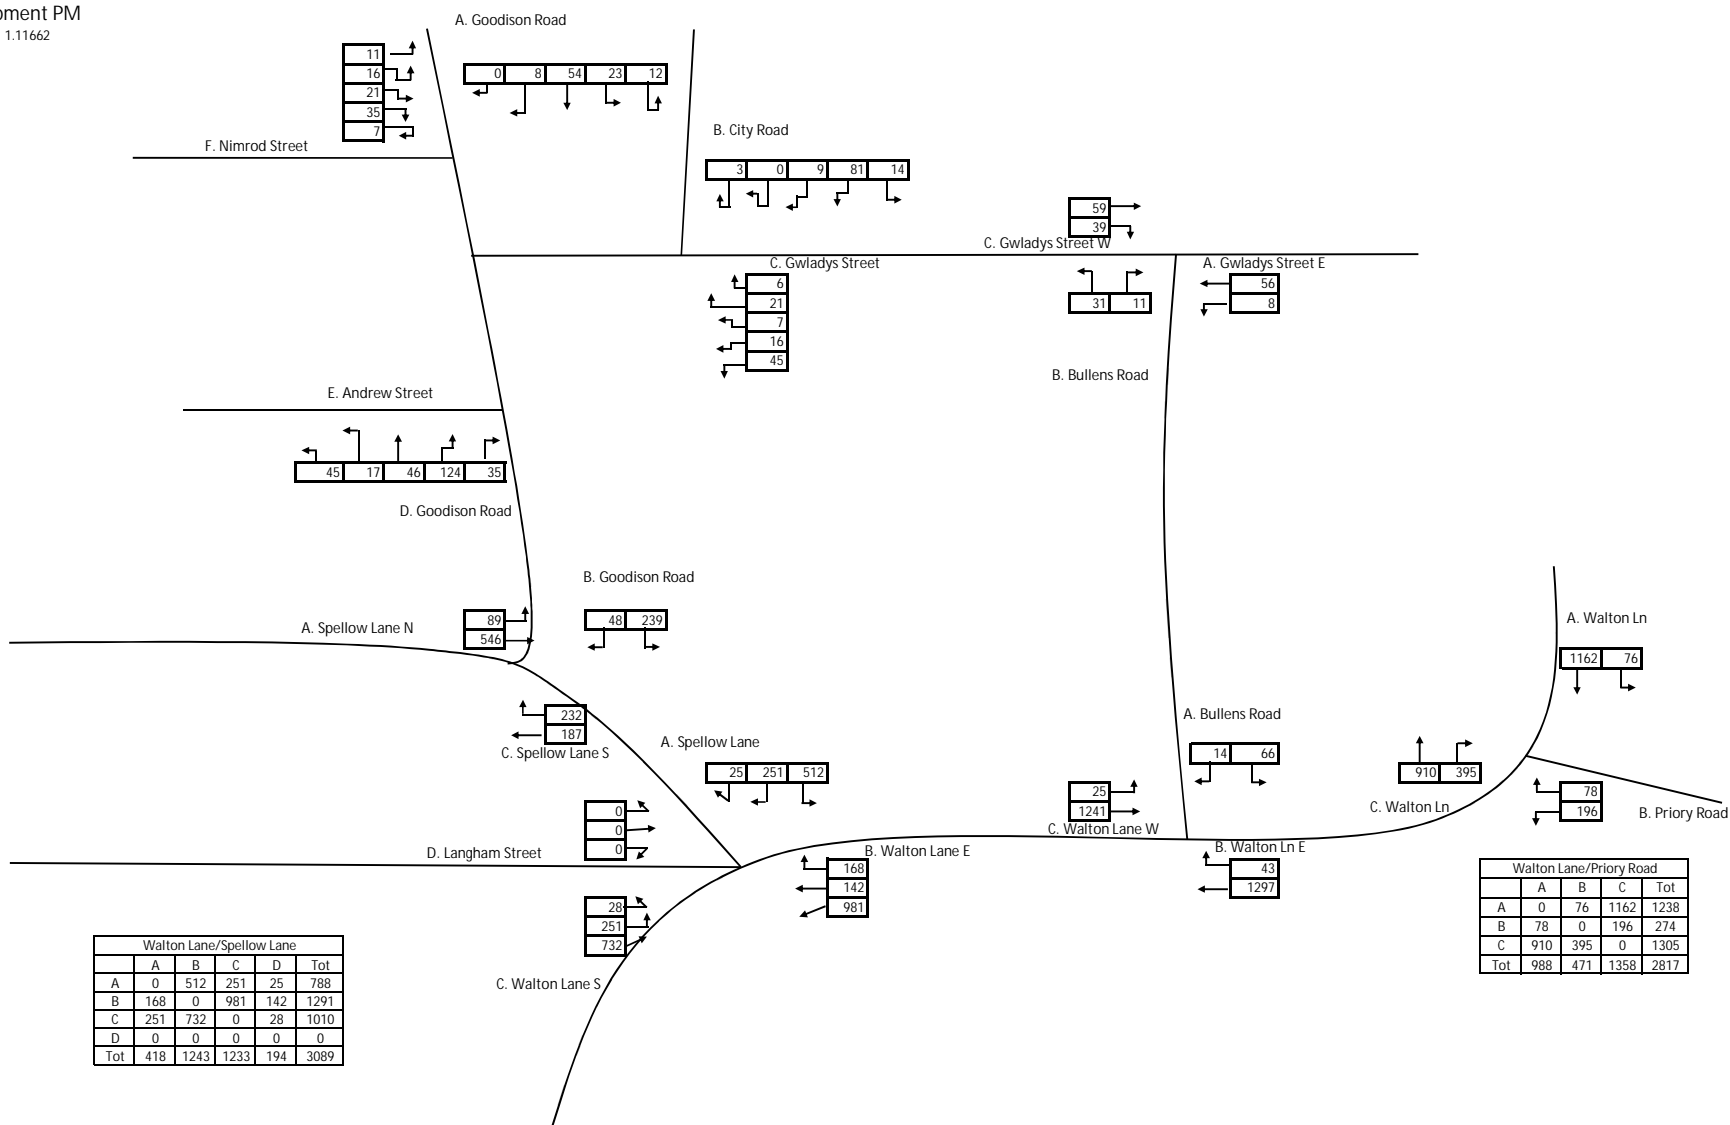 oment PM
1.11662
A. Goodison Road
11
16
21
35
7
0 8 54 23 12
B. City Road
F. Nimrod Street
3 0 9 81 14
59
39
C. Gwladys Street W
C. Gwladys Street
A. Gwladys Street E
6
21
7
16
45
31 11
56
8
B. Bullens Road
E. Andrew Street
45 17 46 124 35
D. Goodison Road
B. Goodison Road
89
546
48 239
A. Spellow Lane N
A. Walton Ln
1162 76
232
187
C. Spellow Lane S
A. Spellow Lane
A. Bullens Road
14 66
25 251 512
910 395
25
1241
C. Walton Lane W
78
196
C. Walton Ln
B. Priory Road
0
0
0
D. Langham Street
B. Walton Lane E
168
142
981
B. Walton Ln E
43
1297
Walton Lane/Priory Road
A B C Tot
A 0 76 1162 1238
B 78 0 196 274
C 910 395 0 1305
Tot 988 471 1358 2817
28
251
732
C. Walton Lane S
Walton Lane/Spellow Lane
A B C D Tot
A 0 512 251 25 788
B 168 0 981 142 1291
C 251 732 0 28 1010
D 0 0 0 0 0
Tot 418 1243 1233 194 3089